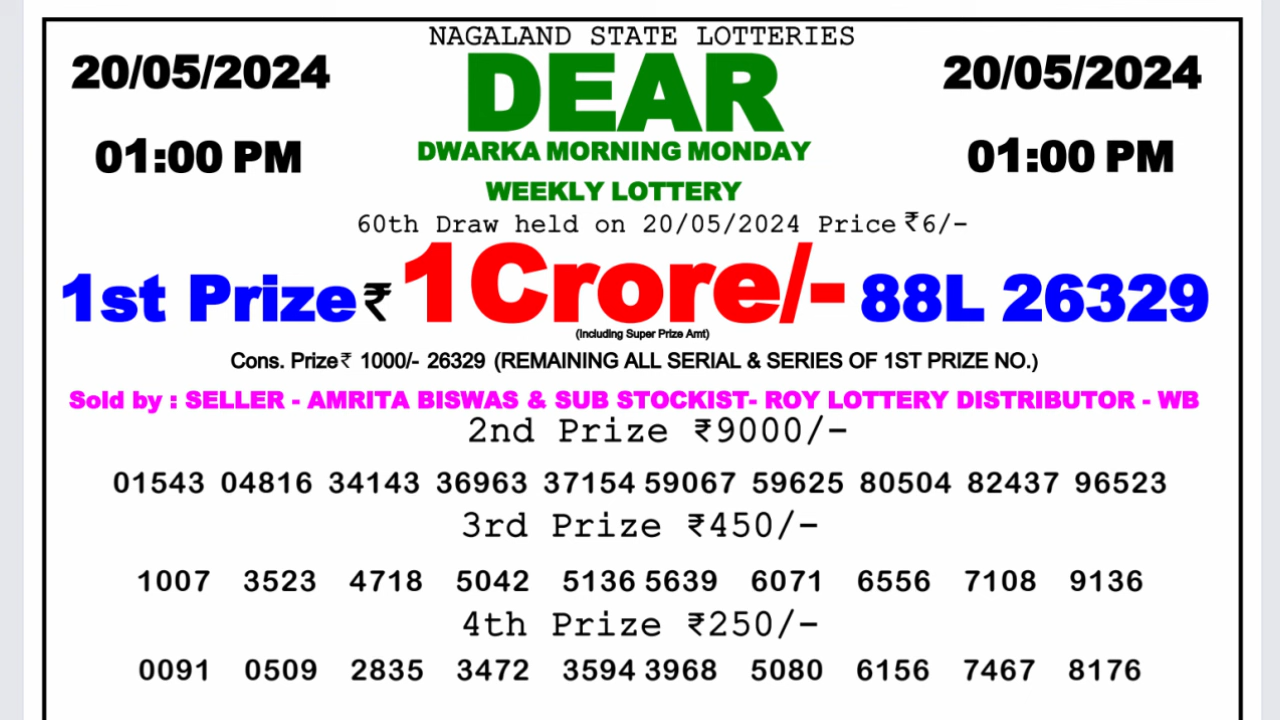 NAGALAND STATE LOTTERIES
20/05/2024 DEAR 20/05/2024
01:00 PM DWARKA MORNING MONDAY 01:00 PM
WEEKLY LOTTERY
60th Draw held on 20/05/2024 Price ₹6/-
1st Prize ₹ 1Crore/- 88L 26329
(Including Super Prize Amt)
Cons. Prize ₹ 1000/- 26329 (REMAINING ALL SERIAL & SERIES OF 1ST PRIZE NO.)
Sold by : SELLER - AMRITA BISWAS & SUB STOCKIST- ROY LOTTERY DISTRIBUTOR - WB
2nd Prize ₹9000/-
01543 04816 34143 36963 37154 59067 59625 80504 82437 96523
3rd Prize ₹450/-
1007 3523 4718 5042 5136 5639 6071 6556 7108 9136
4th Prize ₹250/-
0091 0509 2835 3472 3594 3968 5080 6156 7467 8176